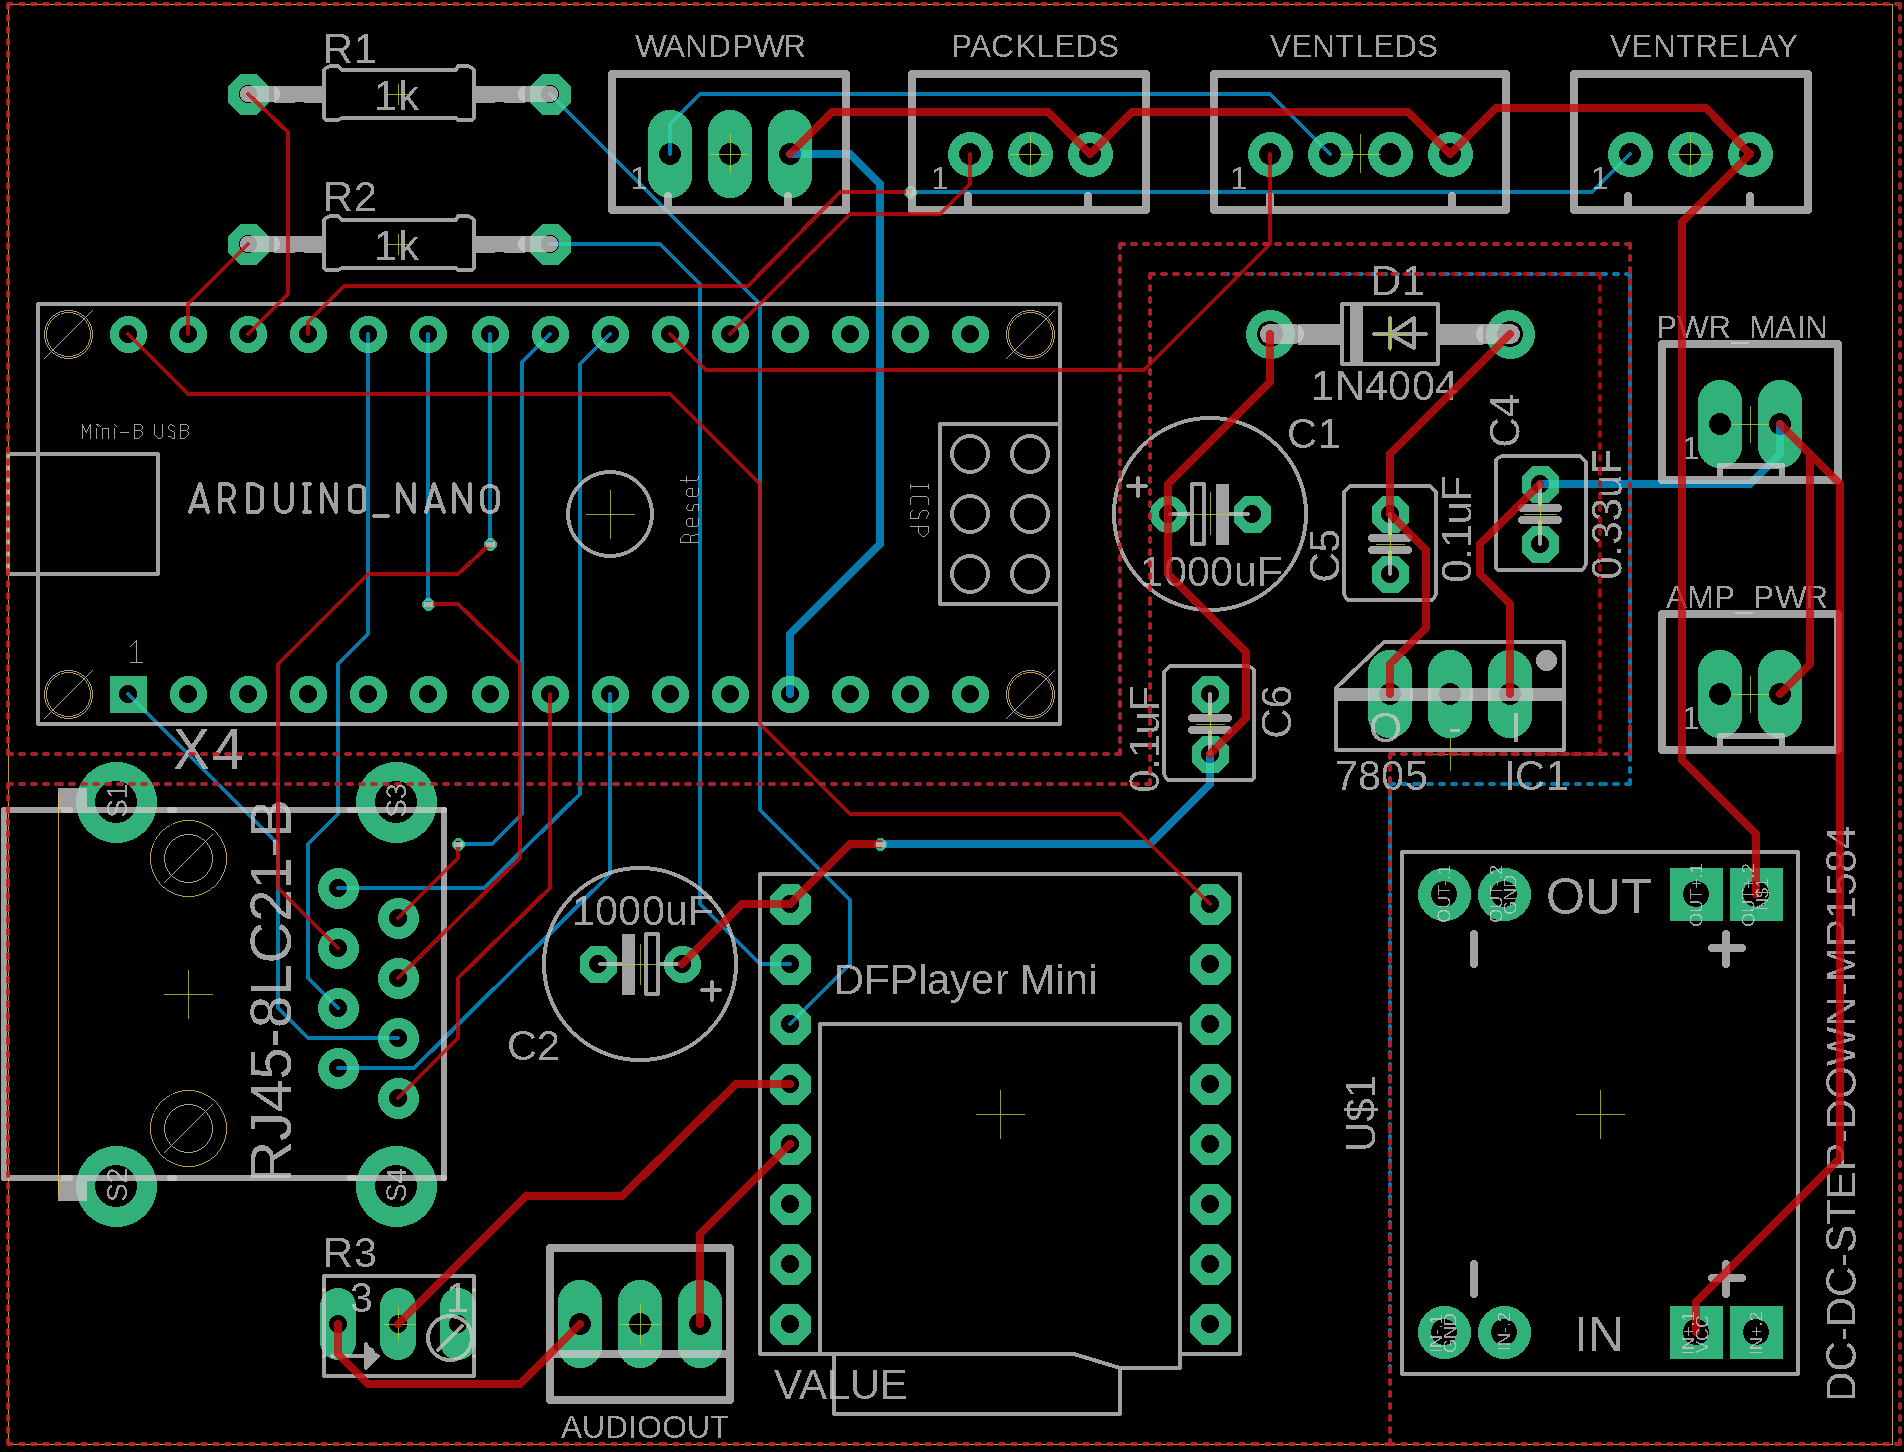 R1
1k
WANDPWR
1
PACKLEDS
1
VENTLEDS
1
VENTRELAY
1
R2
1k
D1
1N4004
PWR_MAIN
1
Mini-B USB
ARDUINO_NANO
Reset
ICSP
1
C1
+
1000uF
C5
0.1uF
C4
0.33uF
AMP_PWR
1
0.1uF
C6
O
-
I
7805
IC1
X4
S1
S3
RJ45-8LC21-B
S2
S4
1000uF
+
C2
DFPlayer Mini
VALUE
R3
3
1
AUDIOOUT
OUT-.1
OUT-.2
GND
OUT
OUT+.1
OUT+.2
N$1
−
+
U$1
DC-DC-STEP-DOWN-MP1584
−
+
IN-.1
GND
IN-.2
IN
IN+.1
VCC
IN+.2